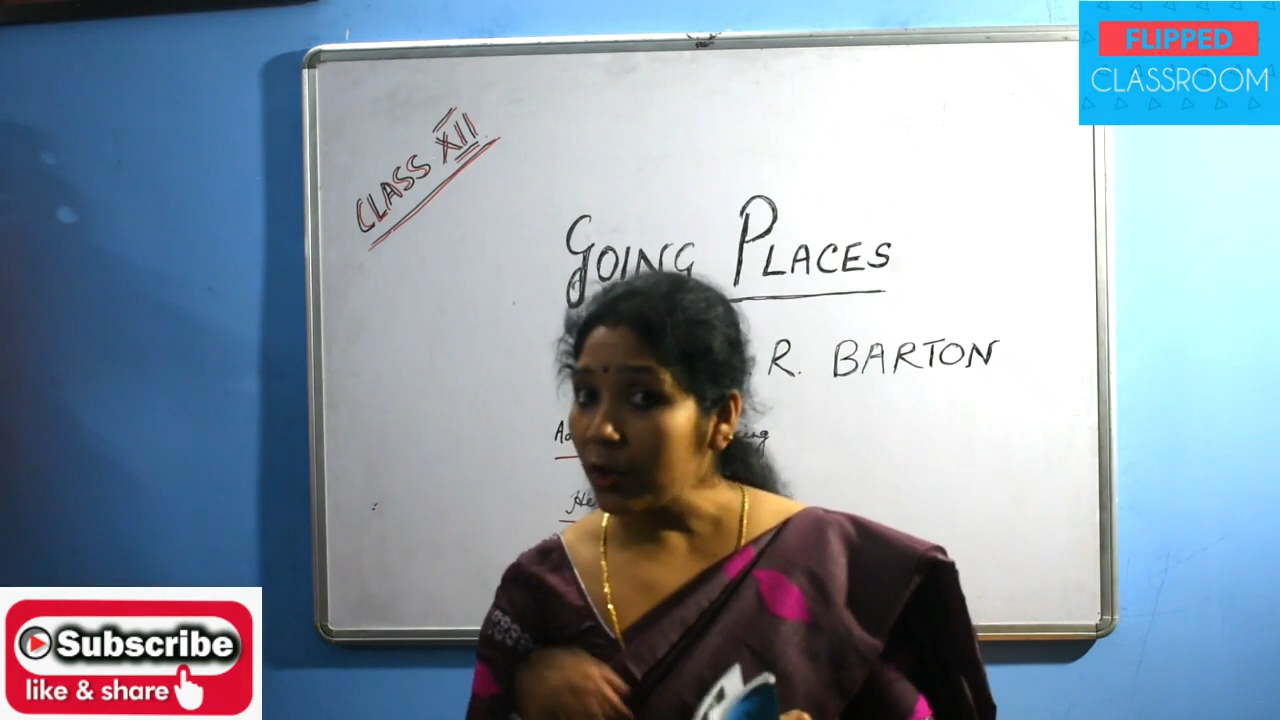 FLIPPED
CLASSROOM
CLASS XII
GOING PLACES
R. BARTON
Subscribe
like & share